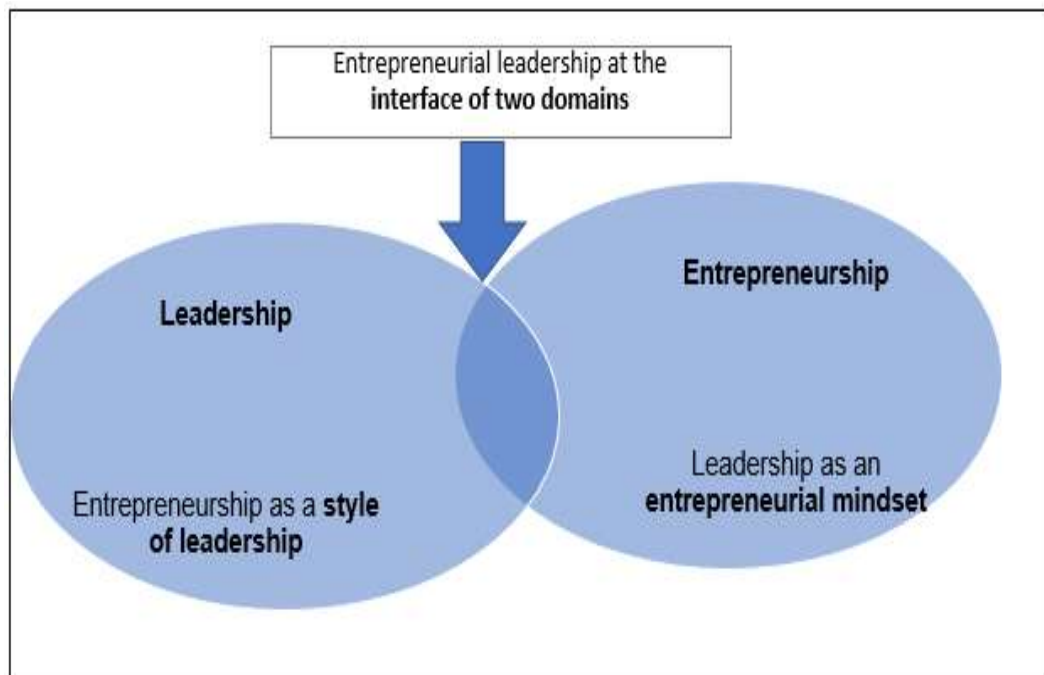 Entrepreneurial leadership at the
interface of two domains
Leadership
Entrepreneurship as a style
of leadership
Entrepreneurship
Leadership as an
entrepreneurial mindset